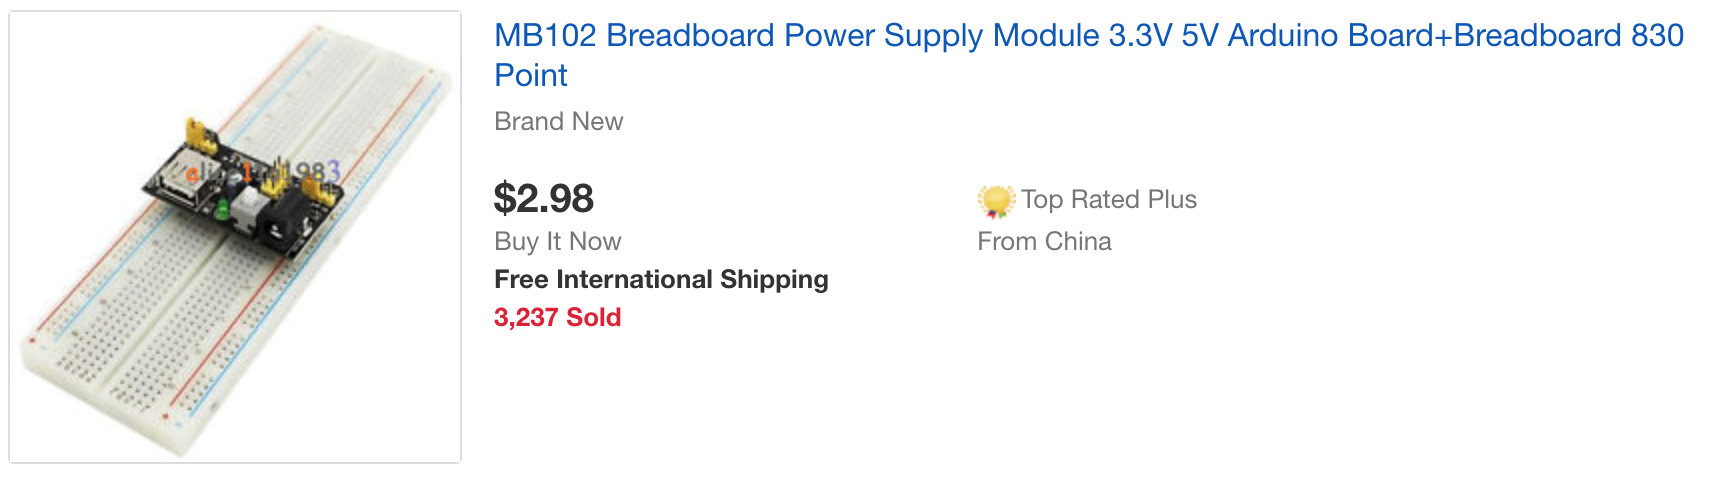 MB102 Breadboard Power Supply Module 3.3V 5V Arduino Board+Breadboard 830
Point
Brand New
$2.98
Top Rated Plus
Buy It Now
From China
Free International Shipping
3,237 Sold